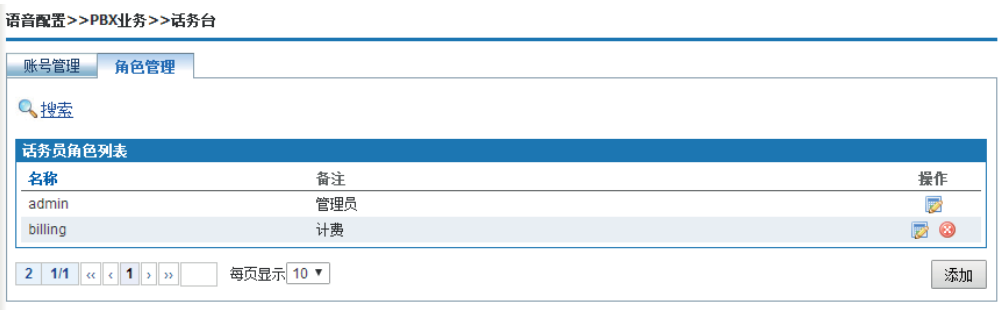 语音配置>>PBX业务>>话务台
账号管理 角色管理
搜索
话务员角色列表
名称 备注 操作
admin 管理员
billing 计费
2 1/1 ‹‹ ‹ 1 › ›› 每页显示 10 ▼ 添加